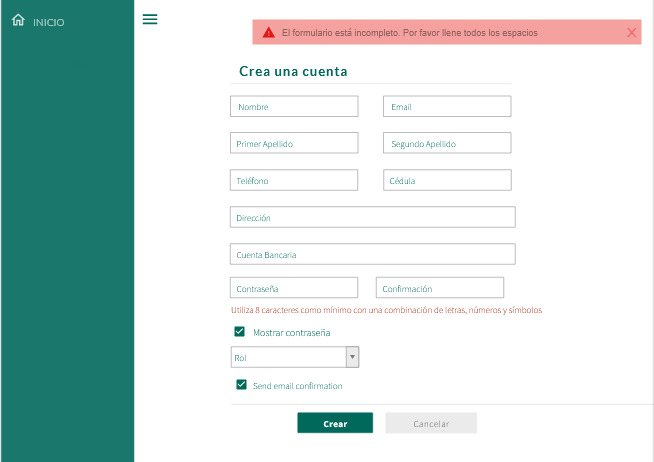 INICIO
El formulario está incompleto. Por favor llene todos los espacios
Crea una cuenta
Nombre
Email
Primer Apellido
Segundo Apellido
Teléfono
Cédula
Dirección
Cuenta Bancaria
Contraseña
Confirmación
Utiliza 8 caracteres como mínimo con una combinación de letras, números y símbolos
Mostrar contraseña
Rol
Send email confirmation
Crear
Cancelar